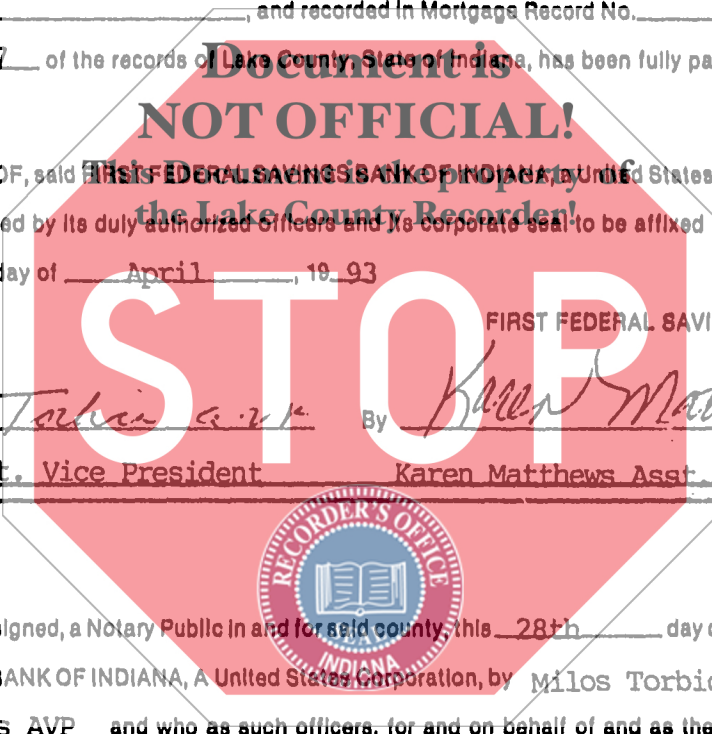 , and recorded in Mortgage Record No.
7 of the records of Lake County, State of Indiana, has been fully pa
Document is
NOT OFFICIAL!
OF, said FIRST FEDERAL SAVINGS BANK OF INDIANA, a United States
This Document is the property of
ed by its duly authorized officers and its corporate seal to be affixed
the Lake County Recorder!
day of April , 19 93
STOP
FIRST FEDERAL SAVI
By Karen Mat
t. Vice President Karen Matthews Asst.
RECORDER'S OFFICE
signed, a Notary Public in and for said county, this 28th day o
SEAL
INDIANA
BANK OF INDIANA, A United States Corporation, by Milos Torbic
s AVP and who as such officers, for and on behalf of and as the